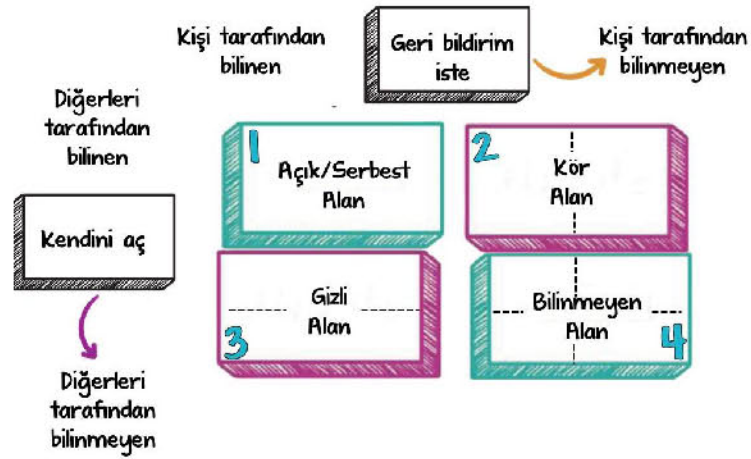 Kişi tarafından
bilinen
Geri bildirim
iste
Kişi tarafından
bilinmeyen
Diğerleri
tarafından
bilinen
1
Açık/Serbest
Alan
2
Kör
Alan
Kendini aç
3
Gizli
Alan
Bilinmeyen
Alan
4
Diğerleri
tarafından
bilinmeyen